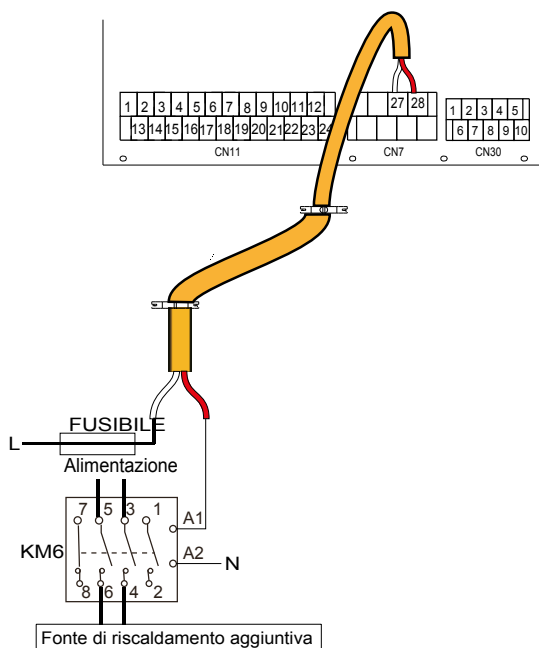 27 28
1 2 3 4 5 6 7 8 9 10 11 12
1 2 3 4 5
13 14 15 16 17 18 19 20 21 22 23 24
6 7 8 9 10
CN11 CN7 CN30
FUSIBILE
L
Alimentazione
7 5 3 1
A1
KM6
A2
N
8 6 4 2
Fonte di riscaldamento aggiuntiva